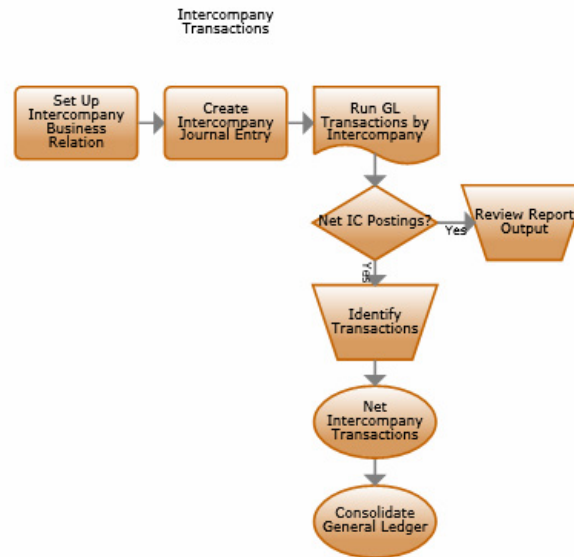 Intercompany
Transactions
Set Up
Intercompany
Business
Relation
Create
Intercompany
Journal Entry
Run GL
Transactions by
Intercompany
Net IC Postings?
Yes
Review Report
Output
Yes
Identify
Transactions
Net
Intercompany
Transactions
Consolidate
General Ledger